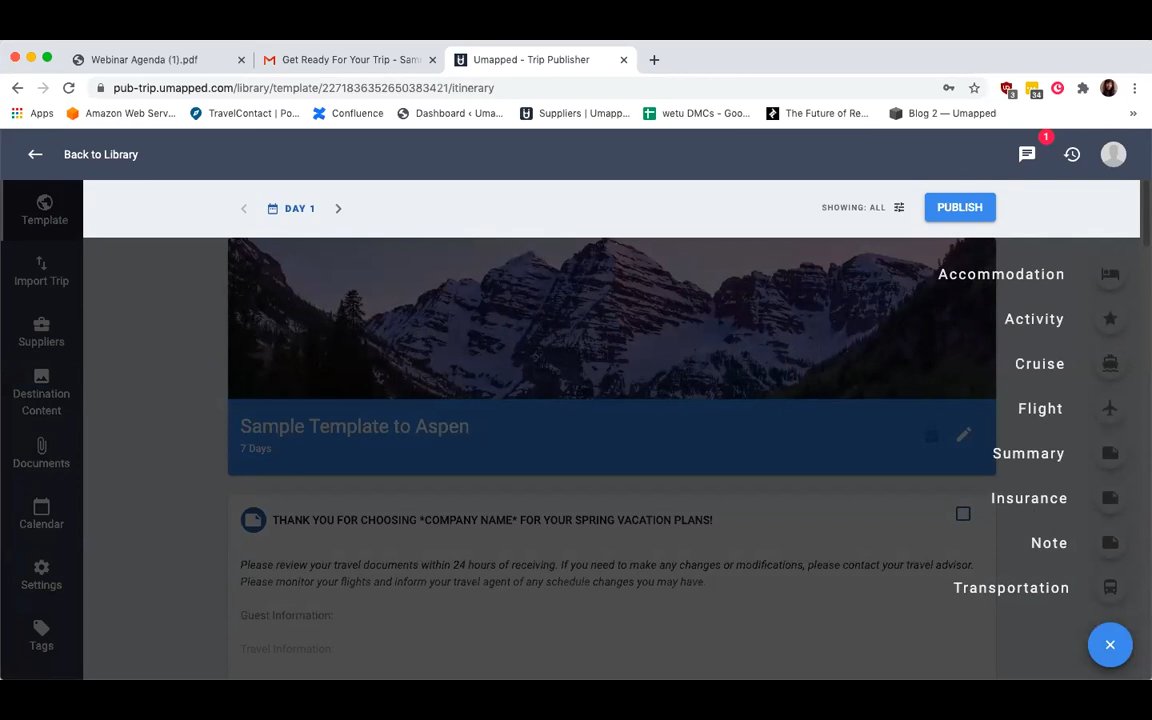 Webinar Agenda (1).pdf
Get Ready For Your Trip - Sam
Umapped - Trip Publisher
pub-trip.umapped.com/library/template/2271836352650383421/itinerary
3
34
Apps
Amazon Web Serv...
TravelContact | Po...
Confluence
Dashboard ‹ Uma...
Suppliers | Umapp...
wetu DMCs - Goo...
The Future of Re...
Blog 2 — Umapped
»
Back to Library
1
Template
DAY 1
SHOWING: ALL
PUBLISH
Import Trip
Suppliers
Destination
Content
Documents
Calendar
Settings
Tags
Accommodation
Activity
Cruise
Flight
Summary
Insurance
Note
Transportation
Sample Template to Aspen
7 Days
THANK YOU FOR CHOOSING *COMPANY NAME* FOR YOUR SPRING VACATION PLANS!
Please review your travel documents within 24 hours of receiving. If you need to make any changes or modifications, please contact your travel advisor.
Please monitor your flights and inform your travel agent of any schedule changes you may have.
Guest Information:
Travel Information: